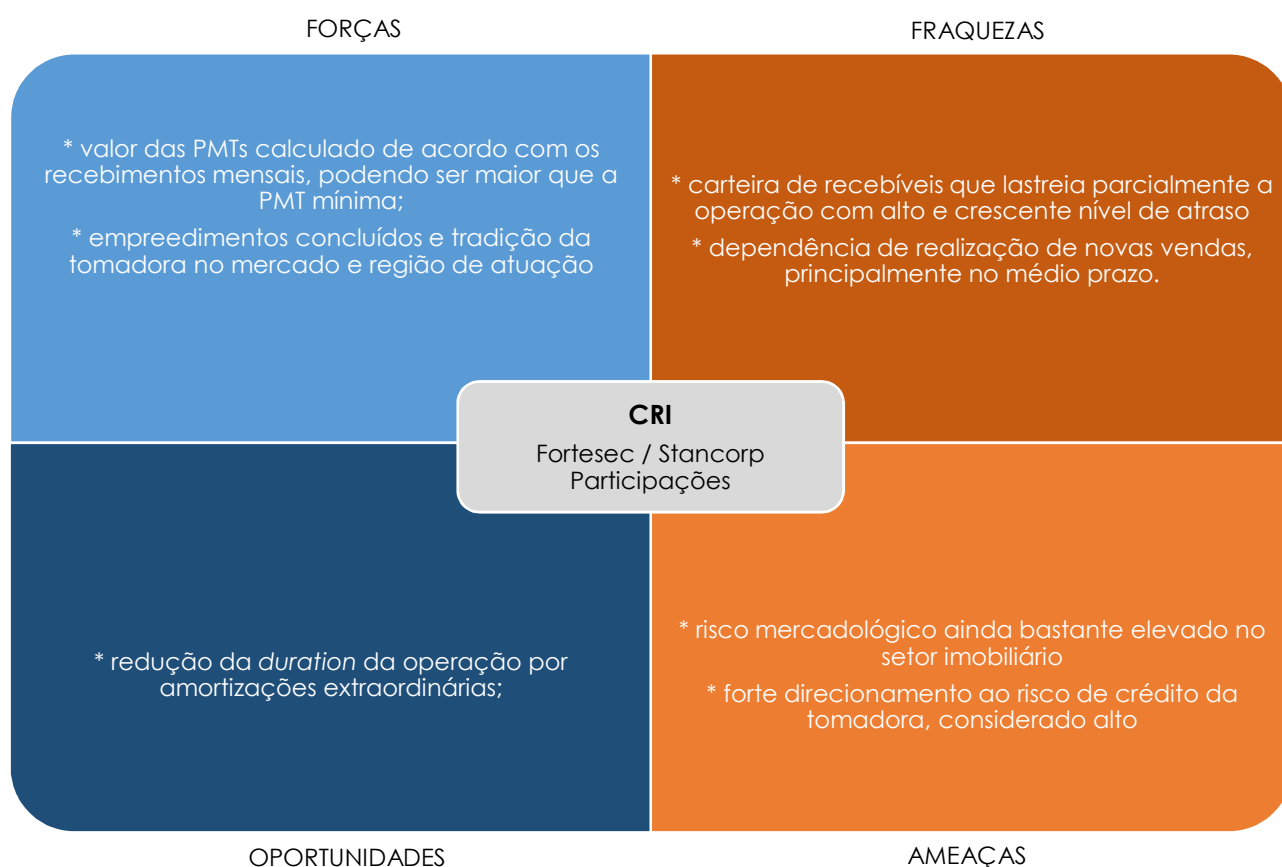 FORÇAS
FRAQUEZAS
* valor das PMTs calculado de acordo com os
recebimentos mensais, podendo ser maior que a
PMT mínima;
* empreedimentos concluídos e tradição da
tomadora no mercado e região de atuação
* carteira de recebíveis que lastreia parcialmente a
operação com alto e crescente nível de atraso
* dependência de realização de novas vendas,
principalmente no médio prazo.
CRI
Fortesec / Stancorp
Participações
* redução da duration da operação por
amortizações extraordinárias;
* risco mercadológico ainda bastante elevado no
setor imobiliário
* forte direcionamento ao risco de crédito da
tomadora, considerado alto
OPORTUNIDADES
AMEAÇAS